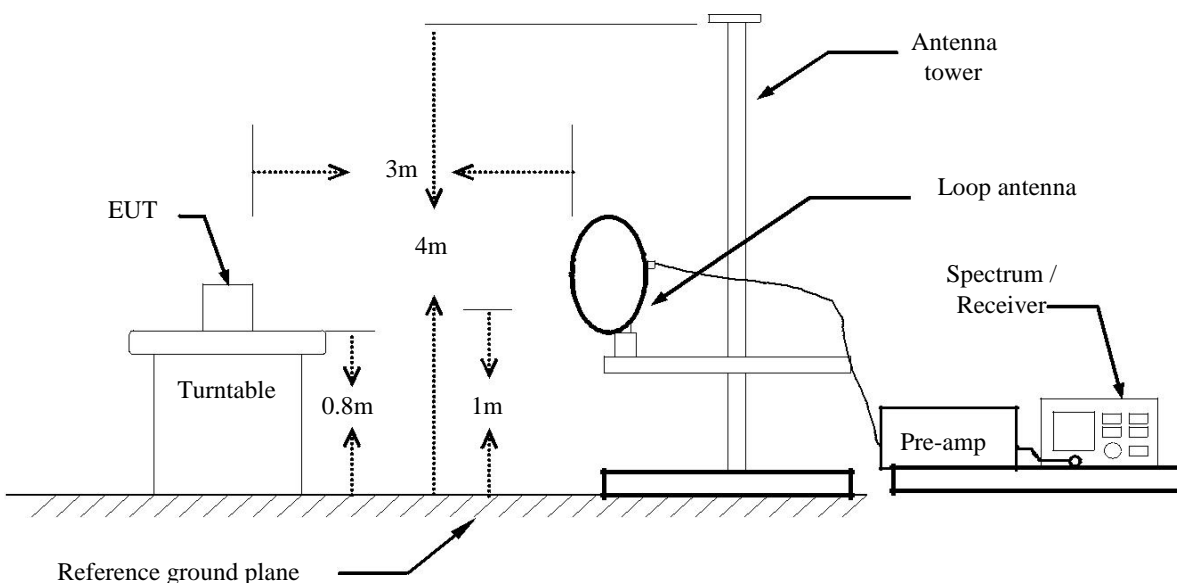 Antenna
tower
3m
Loop antenna
EUT
4m
Spectrum /
Receiver
Turntable
0.8m
1m
Pre-amp
Reference ground plane